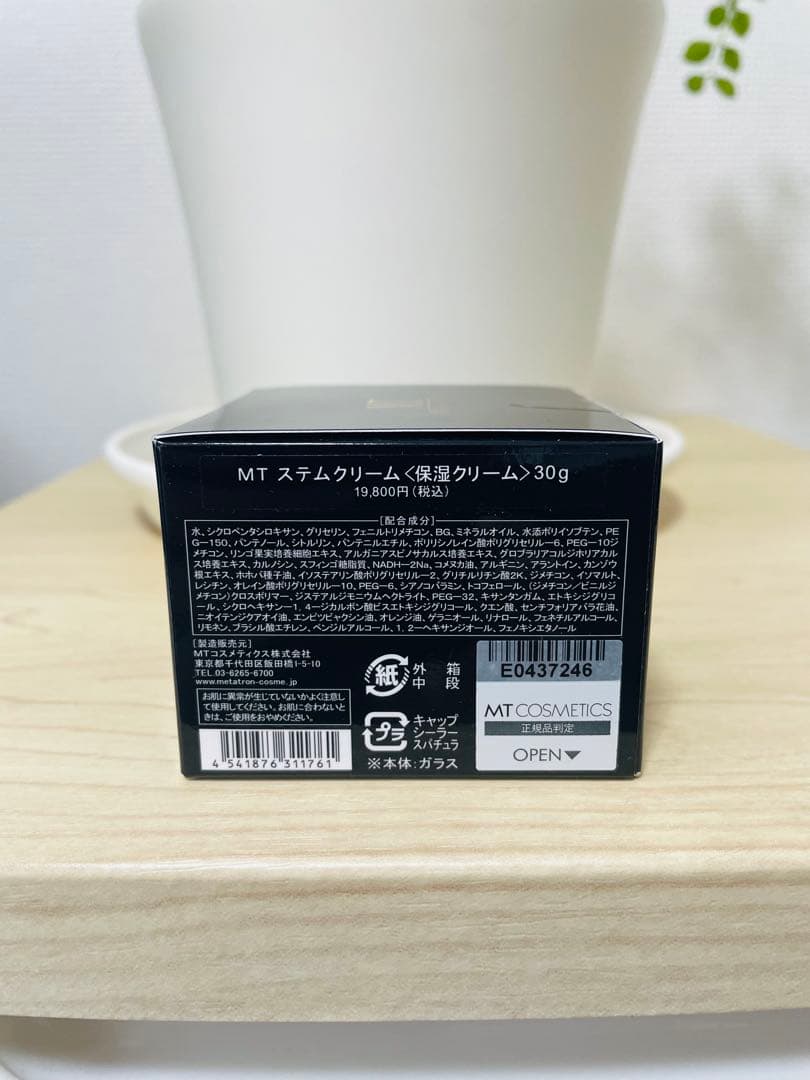 MT ステムクリーム<保湿クリーム>30g
19,800円(税込)
[配合成分]
水、シクロペンタシロキサン、グリセリン、フェニルトリメチコン、BG、ミネラルオイル、水添ポリイソブテン、PE
G-150、パンテノール、シトルリン、パンテニルエチル、ポリリシノレイン酸ポリグリセリル-6、PEG-10ジ
メチコン、リンゴ果実培養細胞エキス、アルガニアスピノサカルス培養エキス、グロブラリアコルジホリアカル
ス培養エキス、カルノシン、スフィンゴ糖脂質、NADH-2Na、コメヌカ油、アルギニン、アラントイン、カンゾウ
根エキス、ホホバ種子油、イソステアリン酸ポリグリセリル-2、グリチルリチン酸2K、ジメチコン、イソマルト、
レシチン、オレイン酸ポリグリセリル-10、PEG-6、シアノコバラミン、トコフェロール、(ジメチコン/ビニルジ
メチコン)クロスポリマー、ジステアルジモニウムヘクトライト、PEG-32、キサンタンガム、エトキシジグリコ
ール、シクロヘキサン-1，4-ジカルボン酸ビスエトキシジグリコール、クエン酸、センチフォリアバラ花油、
ニオイテンジクアオイ油、エンピツビャクシン油、オレンジ油、ゲラニオール、リナロール、フェネチルアルコール、
リモネン、ブラシル酸エチレン、ベンジルアルコール、1，2-ヘキサンジオール、フェノキシエタノール
[製造販売元]
MTコスメティクス株式会社
東京都千代田区飯田橋1-5-10
TEL.03-6265-6700
www.metatron-cosme.jp
お肌に異常が生じていないかよく注意し
て使用してください。お肌に合わないと
きは、ご使用をおやめください。
4 541876 311761
紙
外 箱
中 段
プラ
キャップ
シーラー
スパチュラ
※本体:ガラス
E0437246
MT COSMETICS
正規品判定
OPEN▼